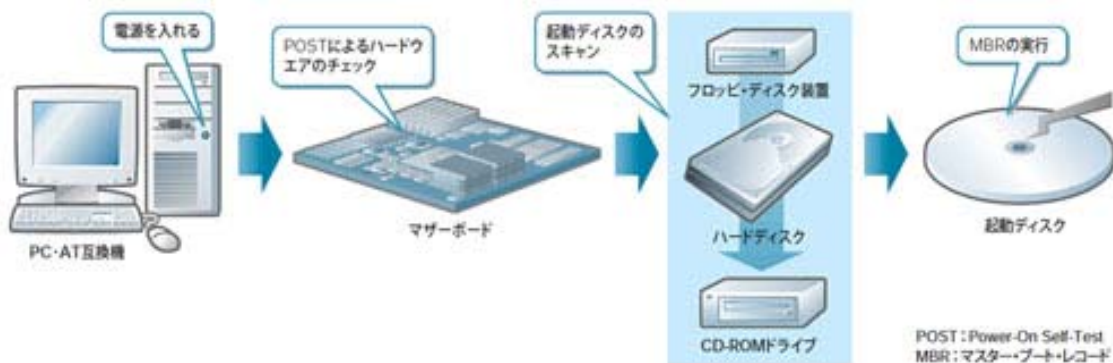 電源を入れる
PC・AT互換機
POSTによるハードウ
エアのチェック
マザーボード
起動ディスクの
スキャン
フロッピ・ディスク装置
ハードディスク
CD-ROMドライブ
MBRの実行
起動ディスク
POST：Power-On Self-Test
MBR：マスター・ブート・レコード